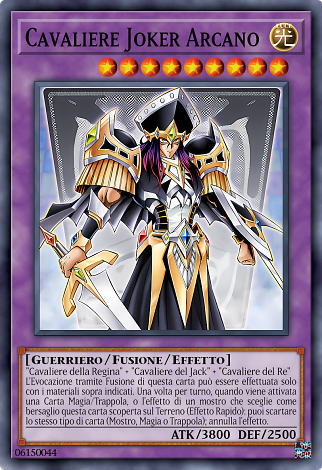 Cavaliere Joker Arcano
光
[Guerriero/Fusione/Effetto]
"Cavaliere della Regina" + "Cavaliere del Jack" + "Cavaliere del Re"
L'Evocazione tramite Fusione di questa carta può essere effettuata solo
con i materiali sopra indicati. Una volta per turno, quando viene attivata
una Carta Magia/Trappola, o l'effetto di un mostro che sceglie come
bersaglio questa carta scoperta sul Terreno (Effetto Rapido): puoi scartare
lo stesso tipo di carta (Mostro, Magia o Trappola); annulla l'effetto.
ATK/3800 DEF/2500
06150044